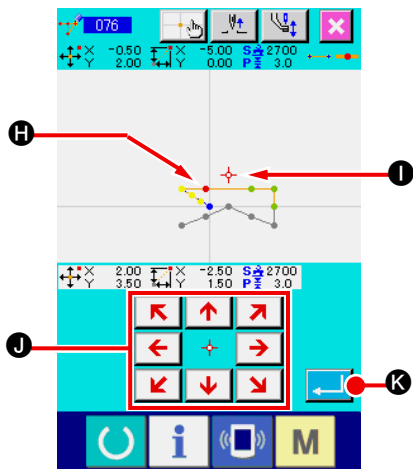 076
X -0.50 X -5.00 S 2700
Y 2.00 Y 0.00 P 3.0
H
I
X 2.00 X -2.50 S 2700
Y 3.50 Y 1.50 P 3.0
J
K
i M